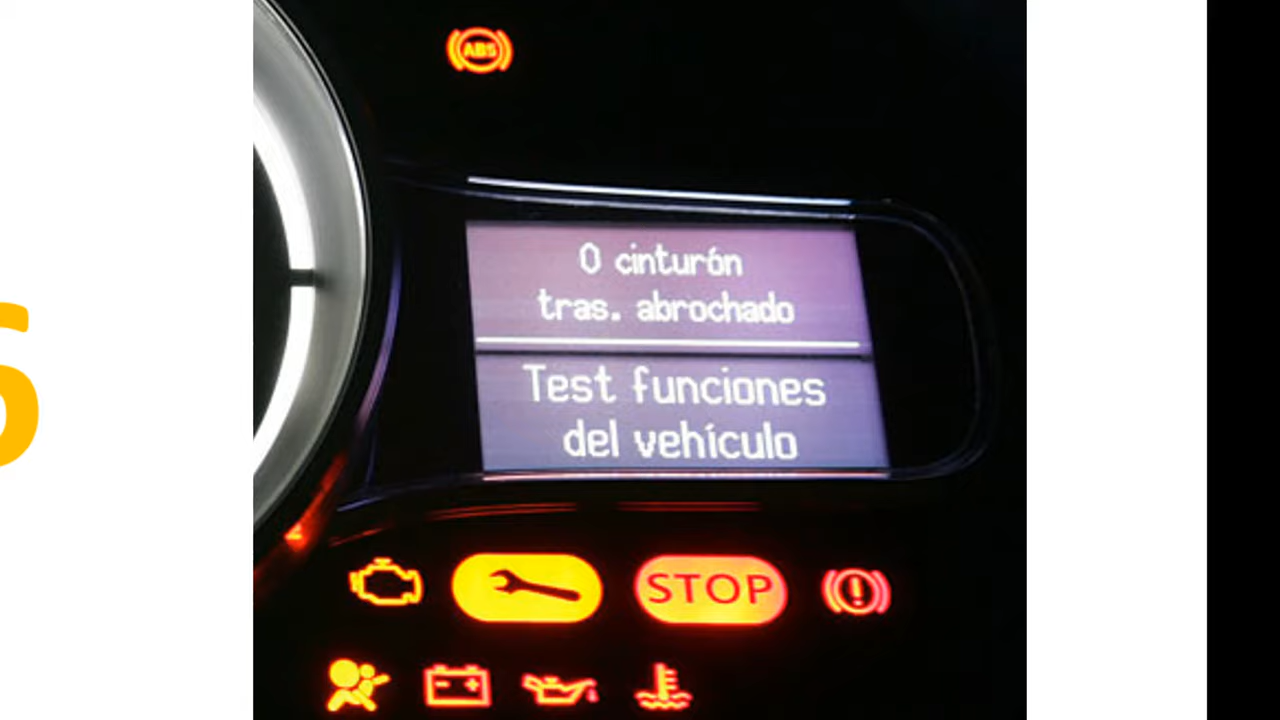 ABS
0 cinturón
tras. abrochado
Test funciones
del vehículo
STOP